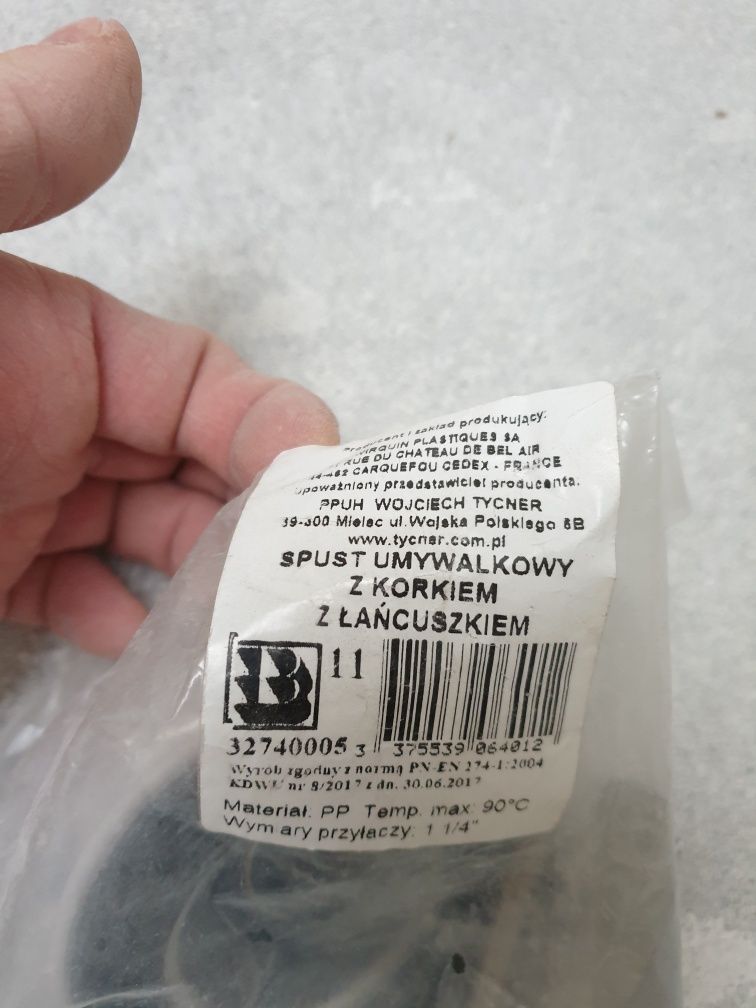 Producent i zakład produkujący:
WIRQUIN PLASTIQUES SA
RUE DU CHATEAU DE BEL AIR
44-482 CARQUEFOU CEDEX - FRANCE
upoważniony przedstawiciel producenta:
PPUH WOJCIECH TYCNER
39-300 Mielec ul.Wojska Polskiego 6B
www.tycner.com.pl
SPUST UMYWALKOWY
Z KORKIEM
Z ŁAŃCUSZKIEM
B 11
32740005 3 375539 064012
Wyrób zgodny z normą PN-EN 274-1:2004
KDWU nr 8/2017 z dn. 30.06.2017
Materiał: PP Temp. max: 90°C
Wymiary przyłączy: 1 1/4"